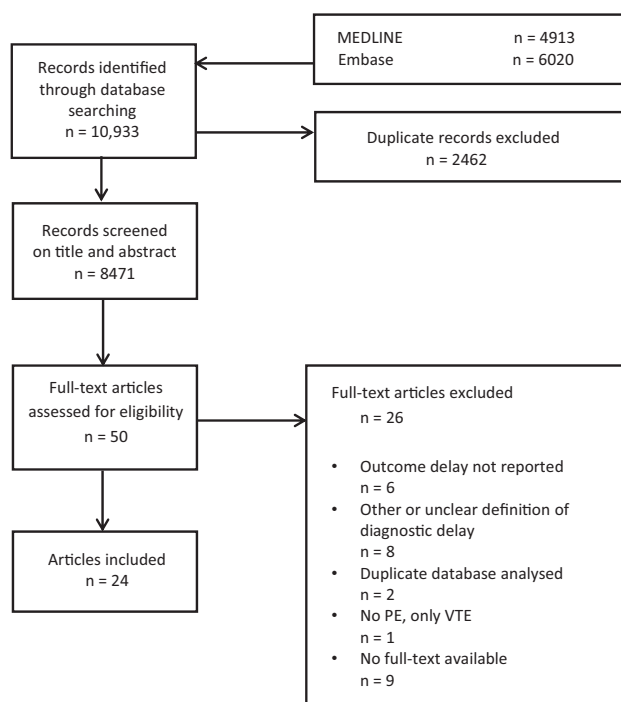 MEDLINE n = 4913
Embase n = 6020
Records identified
through database
searching
n = 10,933
Duplicate records excluded
n = 2462
Records screened
on title and abstract
n = 8471
Full-text articles
assessed for eligibility
n = 50
Full-text articles excluded
n = 26
• Outcome delay not reported
n = 6
• Other or unclear definition of
diagnostic delay
n = 8
• Duplicate database analysed
n = 2
• No PE, only VTE
n = 1
• No full-text available
n = 9
Articles included
n = 24